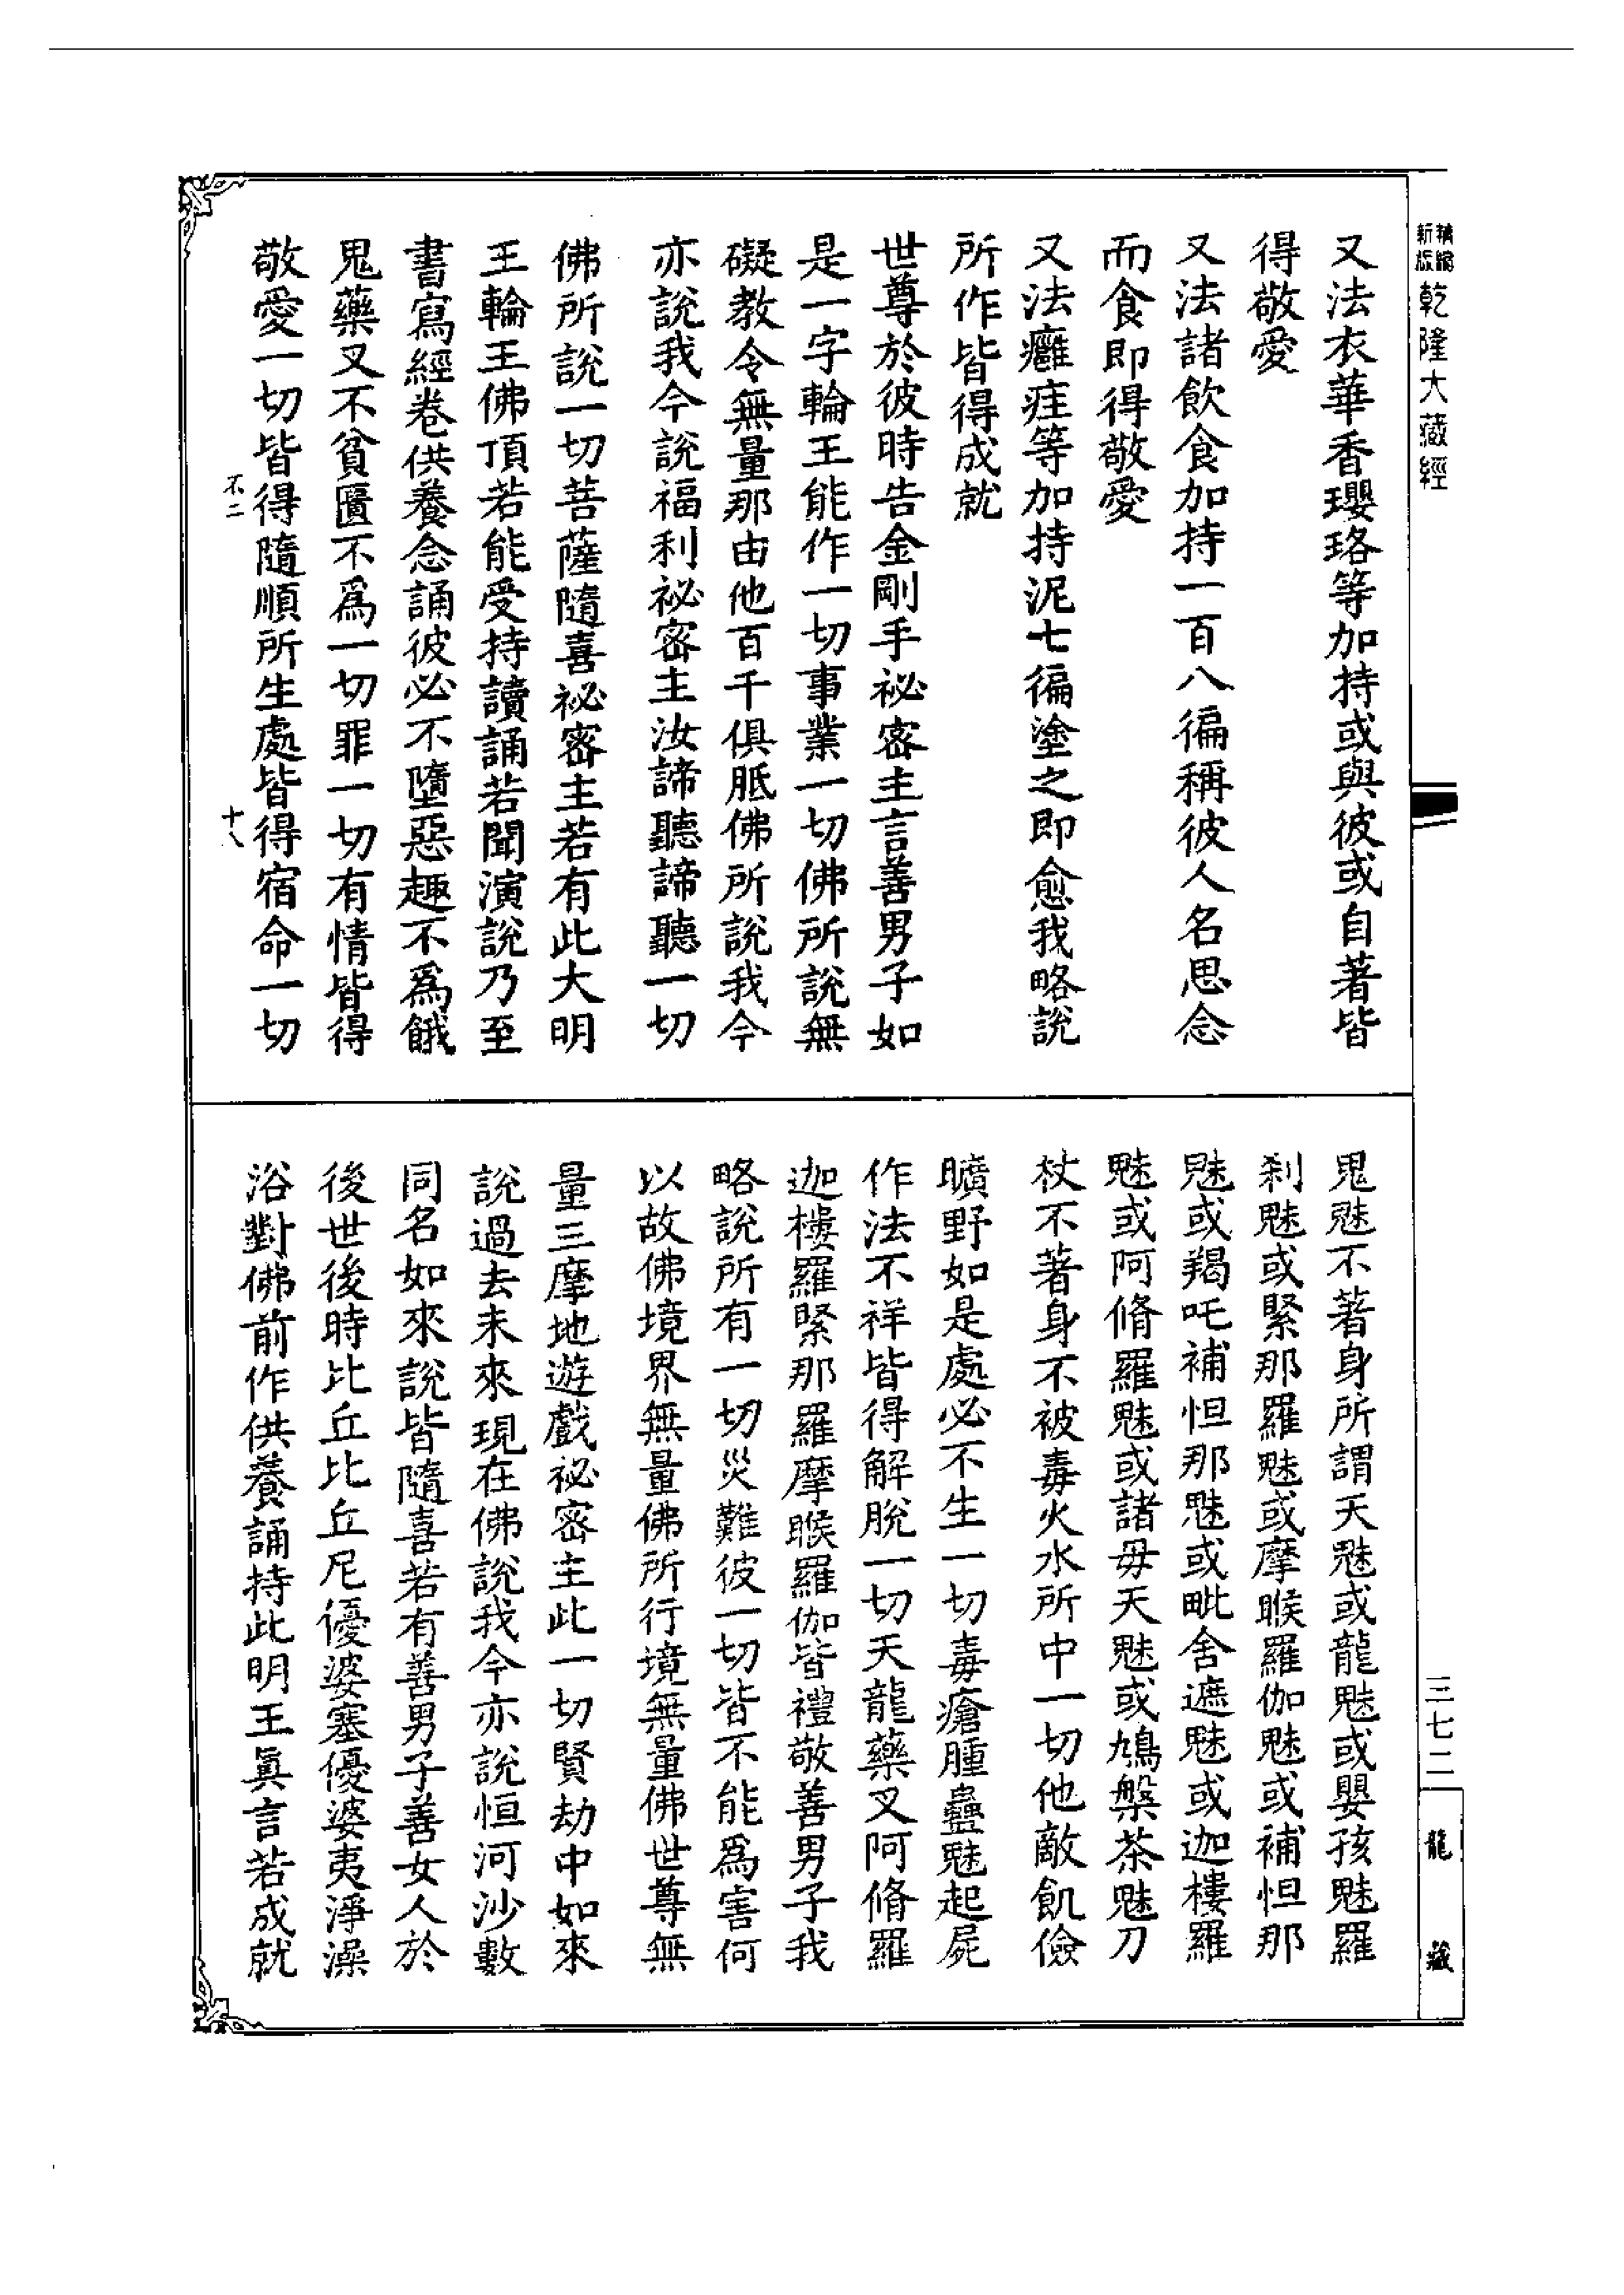 新版精編乾隆大藏經
又法衣華香瓔珞等加持或與彼或自著皆
得敬愛
又法諸飲食加持一百八徧稱彼人名思念
而食即得敬愛
又法癰疰等加持泥七徧塗之即愈我略說
所作皆得成就
世尊於彼時告金剛手祕密主言善男子如
是一字輪王能作一切事業一切佛所說無
礙教令無量那由他百千俱胝佛所說我今
亦說我今說福利祕密主汝諦聽諦聽一切
佛所說一切菩薩隨喜祕密主若有此大明
王輪王佛頂若能受持讀誦若聞演說乃至
書寫經卷供養念誦彼必不墮惡趣不為餓
鬼藥叉不貧匱不為一切罪一切有情皆得
敬愛一切皆得隨順所生處皆得宿命一切
不二
十八
鬼魅不著身所謂天魅或龍魅或嬰孩魅羅
剎魅或緊那羅魅或摩睺羅伽魅或補怛那
魅或羯吒補怛那魅或毗舍遮魅或迦樓羅
魅或阿脩羅魅或諸母天魅或鳩槃茶魅刀
杖不著身不被毒火水所中一切他敵飢儉
曠野如是處必不生一切毒瘡腫蠱魅起屍
作法不祥皆得解脫一切天龍藥叉阿脩羅
迦樓羅緊那羅摩睺羅伽皆禮敬善男子我
略說所有一切災難彼一切皆不能為害何
以故佛境界無量佛所行境無量佛世尊無
量三摩地遊戲祕密主此一切賢劫中如來
說過去未來現在佛說我今亦說恒河沙數
同名如來說皆隨喜若有善男子善女人於
後世後時比丘比丘尼優婆塞優婆夷淨澡
浴對佛前作供養誦持此明王眞言若成就
三七二
龍藏